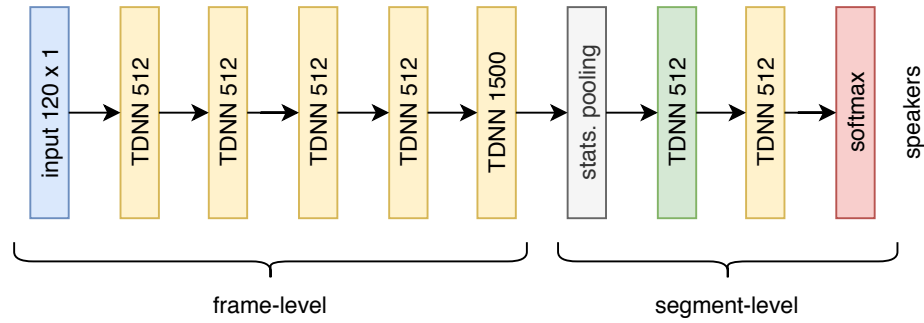 input 120 x 1
TDNN 512
TDNN 512
TDNN 512
TDNN 512
TDNN 1500
stats. pooling
TDNN 512
TDNN 512
softmax
speakers
frame-level
segment-level